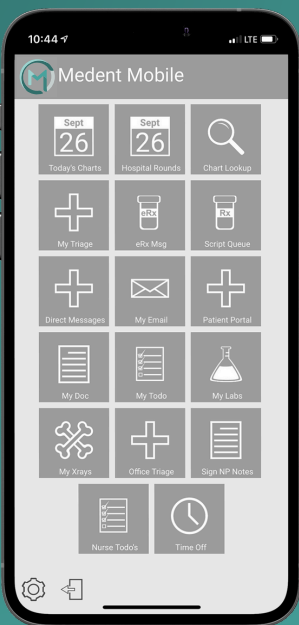 10:44
LTE
M Medent Mobile
Sept
26
Today's Charts
Sept
26
Hospital Rounds
Chart Lookup
My Triage
eRx
eRx Msg
Rx
Script Queue
Direct Messages
My Email
Patient Portal
My Doc
My Todo
My Labs
My Xrays
Office Triage
Sign NP Notes
Nurse Todo's
Time Off